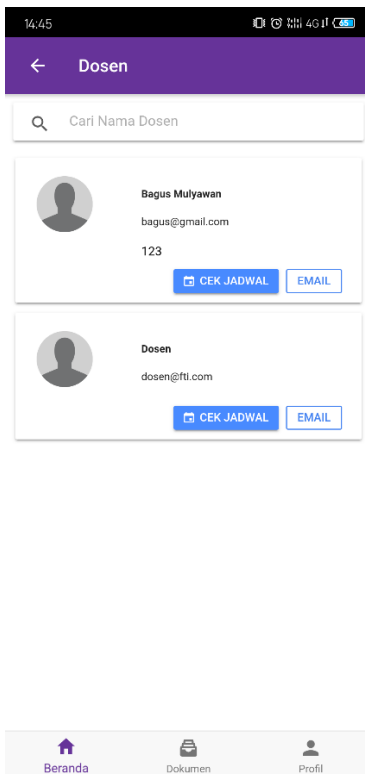 14:45 4G 65
Dosen
Cari Nama Dosen
Bagus Mulyawan
bagus@gmail.com
123
CEK JADWAL EMAIL
Dosen
dosen@fti.com
CEK JADWAL EMAIL
Beranda Dokumen Profil